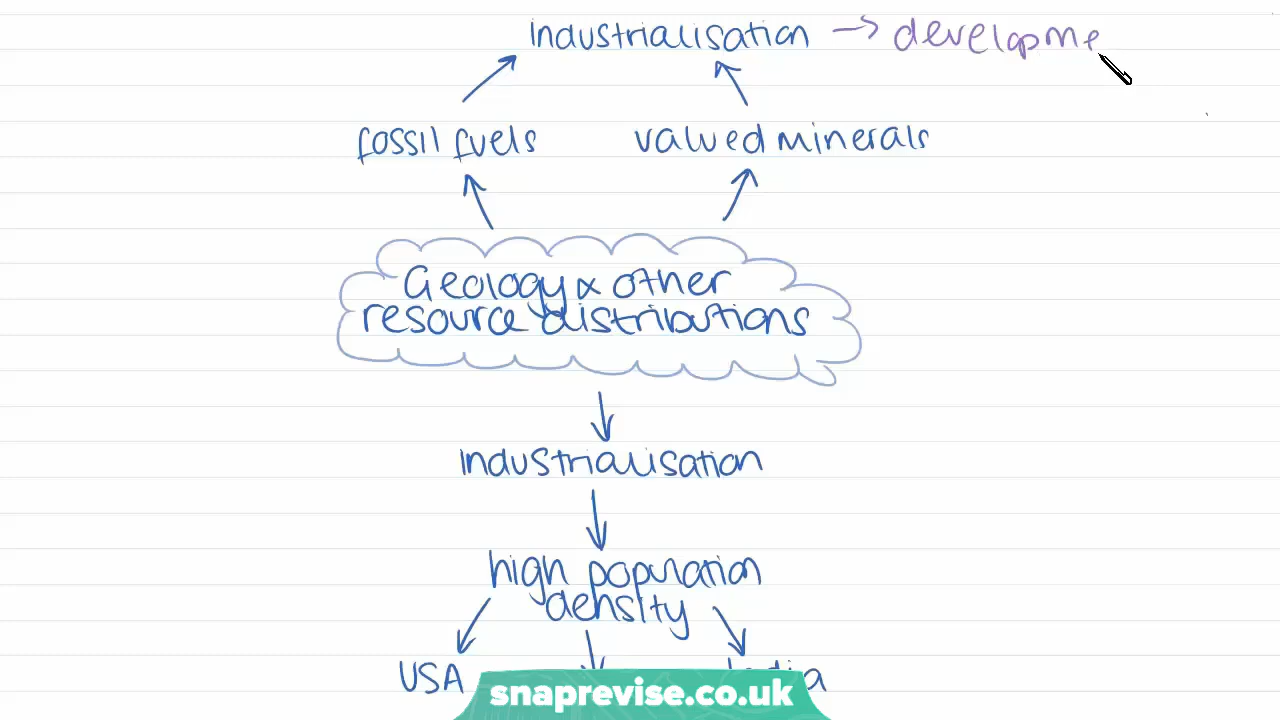 industrialisation → developme
fossil fuels valued minerals
Geology & other
resource distributions
industrialisation
high population
density
USA
snaprevise.co.uk